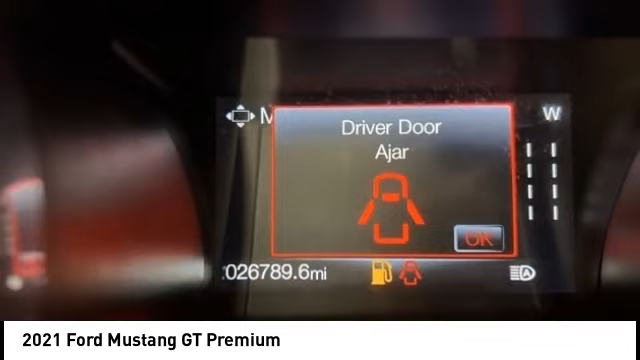 M
W
Driver Door
Ajar
OK
:026789.6mi
2021 Ford Mustang GT Premium